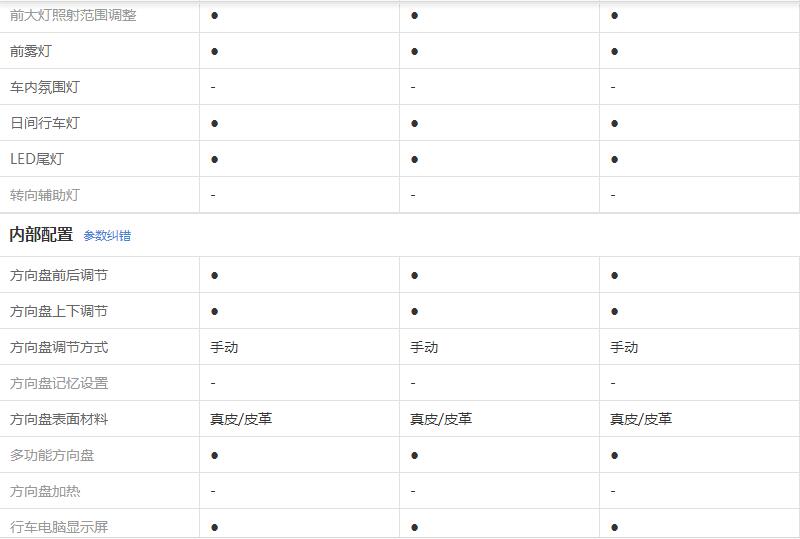 前大灯照射范围调整 ● ● ●
前雾灯 ● ● ●
车内氛围灯 - - -
日间行车灯 ● ● ●
LED尾灯 ● ● ●
转向辅助灯 - - -
内部配置 参数纠错
方向盘前后调节 ● ● ●
方向盘上下调节 ● ● ●
方向盘调节方式 手动 手动 手动
方向盘记忆设置 - - -
方向盘表面材料 真皮/皮革 真皮/皮革 真皮/皮革
多功能方向盘 ● ● ●
方向盘加热 - - -
行车电脑显示屏 ● ● ●